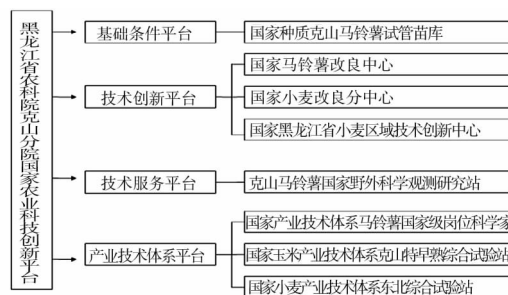 黑龙江省农科院克山分院国家农业科技创新平台
基础条件平台
国家种质克山马铃薯试管苗库
技术创新平台
国家马铃薯改良中心
国家小麦改良分中心
国家黑龙江省小麦区域技术创新中心
技术服务平台
克山马铃薯国家野外科学观测研究站
产业技术体系平台
国家产业技术体系马铃薯国家级岗位科学家
国家玉米产业技术体系克山特早熟综合试验站
国家小麦产业技术体系东北综合试验站